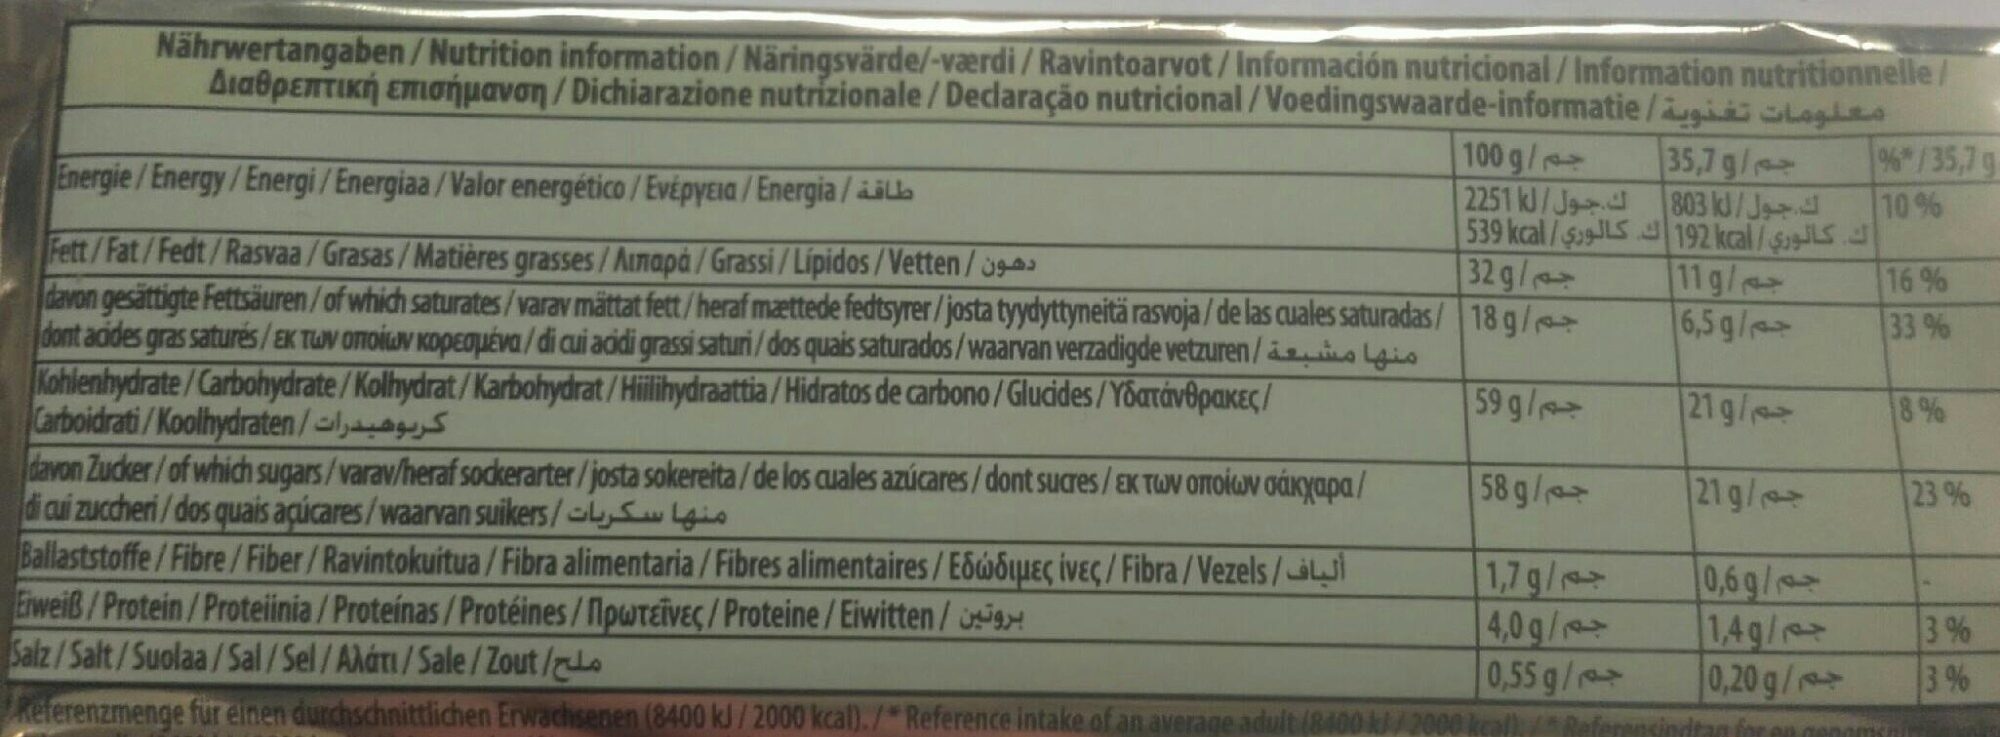 Nährwertangaben / Nutrition information / Näringsvärde/-værdi / Ravintoarvot / Información nutricional / Information nutritionnelle /
Διαθρεπτική επισήμανση / Dichiarazione nutrizionale / Declaração nutricional / Voedingswaarde-informatie / معلومات تغذوية
100 g / جم 35,7 g / جم %* / 35,7 g
Energie / Energy / Energi / Energiaa / Valor energético / Ενέργεια / Energia / طاقة 2251 kJ / ك.جول 803 kJ / ك.جول 10 %
539 kcal / ك. كالوري 192 kcal / ك. كالوري
Fett / Fat / Fedt / Rasvaa / Grasas / Matières grasses / Λιπαρά / Grassi / Lípidos / Vetten / دهون 32 g / جم 11 g / جم 16 %
davon gesättigte Fettsäuren / of which saturates / varav mättat fett / heraf mættede fedtsyrer / josta tyydyttyneitä rasvoja / de las cuales saturadas / 18 g / جم 6,5 g / جم 33 %
dont acides gras saturés / εκ των οποίων κορεσμένα / di cui acidi grassi saturi / dos quais saturados / waarvan verzadigde vetzuren / منها مشبعة
Kohlenhydrate / Carbohydrate / Kolhydrat / Karbohydrat / Hiilihydraattia / Hidratos de carbono / Glucides / Υδατάνθρακες / 59 g / جم 21 g / جم 8 %
Carboidrati / Koolhydraten / كربوهيدرات
davon Zucker / of which sugars / varav/heraf sockerarter / josta sokereita / de los cuales azúcares / dont sucres / εκ των οποίων σάκχαρα / 58 g / جم 21 g / جم 23 %
di cui zuccheri / dos quais açúcares / waarvan suikers / منها سكريات
Ballaststoffe / Fibre / Fiber / Ravintokuitua / Fibra alimentaria / Fibres alimentaires / Εδώδιμες ίνες / Fibra / Vezels / ألياف 1,7 g / جم 0,6 g / جم -
Eiweiß / Protein / Proteiinia / Proteínas / Protéines / Πρωτεΐνες / Proteine / Eiwitten / بروتين 4,0 g / جم 1,4 g / جم 3 %
Salz / Salt / Suolaa / Sal / Sel / Αλάτι / Sale / Zout / ملح 0,55 g / جم 0,20 g / جم 3 %
Referenzmenge für einen durchschnittlichen Erwachsenen (8400 kJ / 2000 kcal). / * Reference intake of an average adult (8400 kJ / 2000 kcal). / * Referensindtag for en